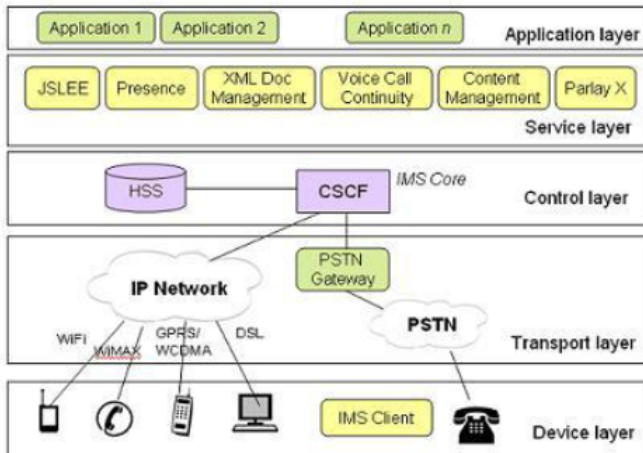 Application 1
Application 2
Application n
Application layer
JSLEE
Presence
XML Doc
Management
Voice Call
Continuity
Content
Management
Parlay X
Service layer
HSS
CSCF
IMS Core
Control layer
IP Network
PSTN
Gateway
PSTN
WiFi
WiMAX
GPRS/
WCDMA
DSL
Transport layer
IMS Client
Device layer